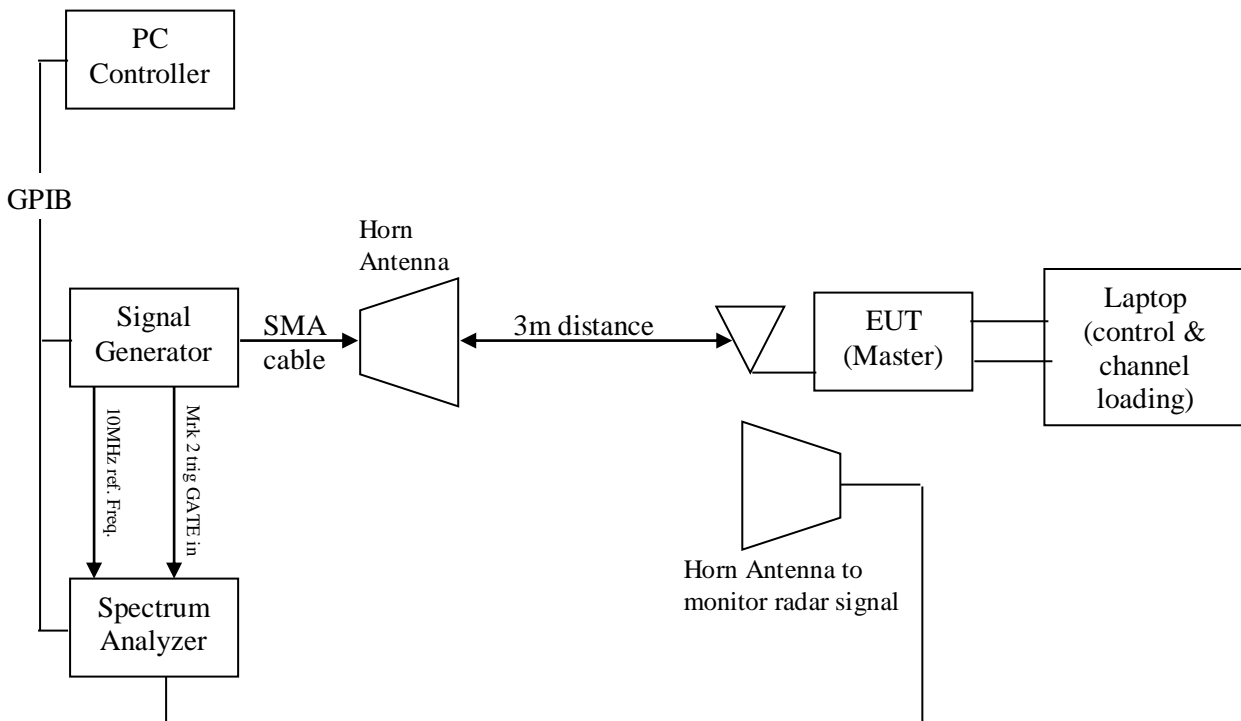 PC
Controller
GPIB
Horn
Antenna
Signal
Generator
SMA
cable
3m distance
EUT
(Master)
Laptop
(control &
channel
loading)
10MHz ref. Freq.
Mrk 2 trig GATE in
Horn Antenna to
monitor radar signal
Spectrum
Analyzer